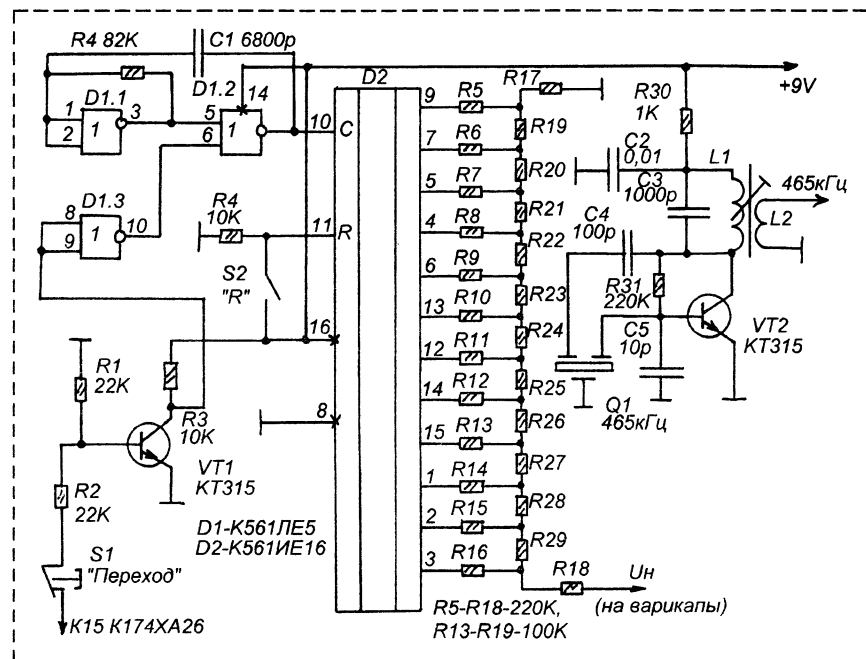 R4 82K
C1 6800p
D2
R17
+9V
D1.1
D1.2
14
1
2
1
3
5
6
1
10
C
9
R5
R19
7
R6
R20
5
R7
R21
4
R8
R22
6
R9
R23
13
R10
R24
12
R11
R25
14
R12
R26
15
R13
R27
1
R14
R28
2
R15
R29
3
R16
R18
R30
1K
C2
0,01
C3
1000p
L1
465кГц
L2
C4
100p
R31
220K
C5
10p
VT2
КТ315
Q1
465кГц
D1.3
8
9
1
10
R4
10K
11
R
S2
"R"
16
8
R1
22K
R3
10K
VT1
КТ315
R2
22K
S1
"Переход"
К15 К174ХА26
D1-К561ЛЕ5
D2-К561ИЕ16
Uн
(на варикапы)
R5-R18-220K,
R13-R19-100K